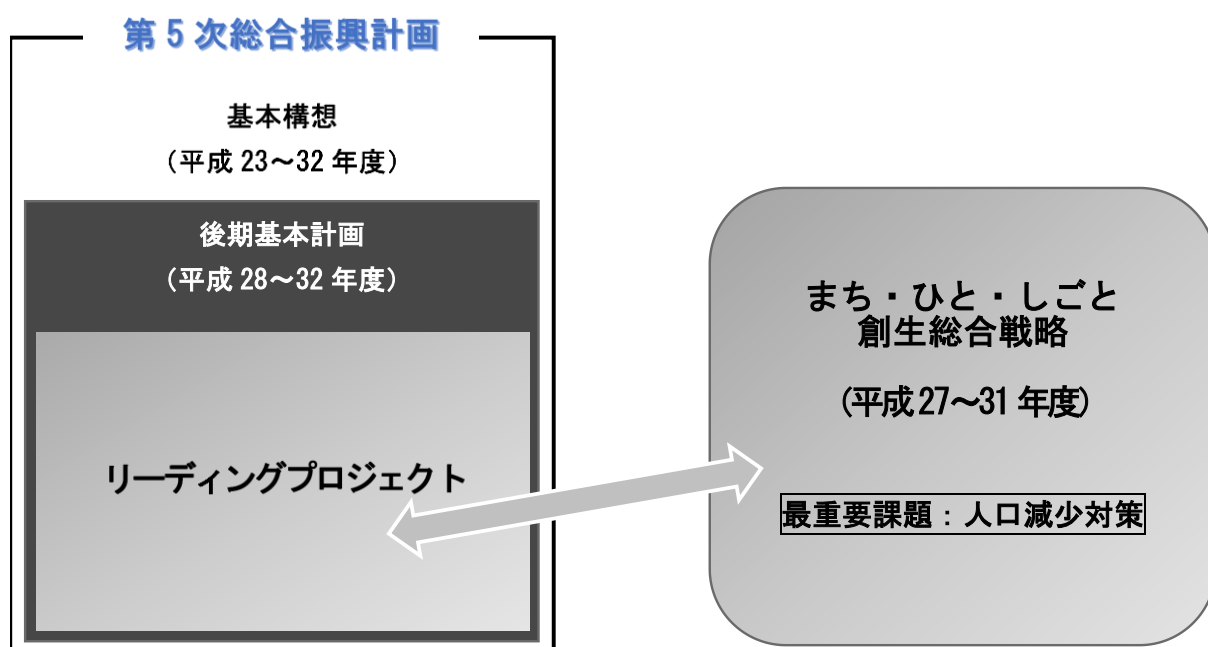 第5次総合振興計画
基本構想
（平成 23～32 年度）
後期基本計画
（平成 28～32 年度）
リーディングプロジェクト
まち・ひと・しごと
創生総合戦略
(平成 27～31 年度)
最重要課題：人口減少対策